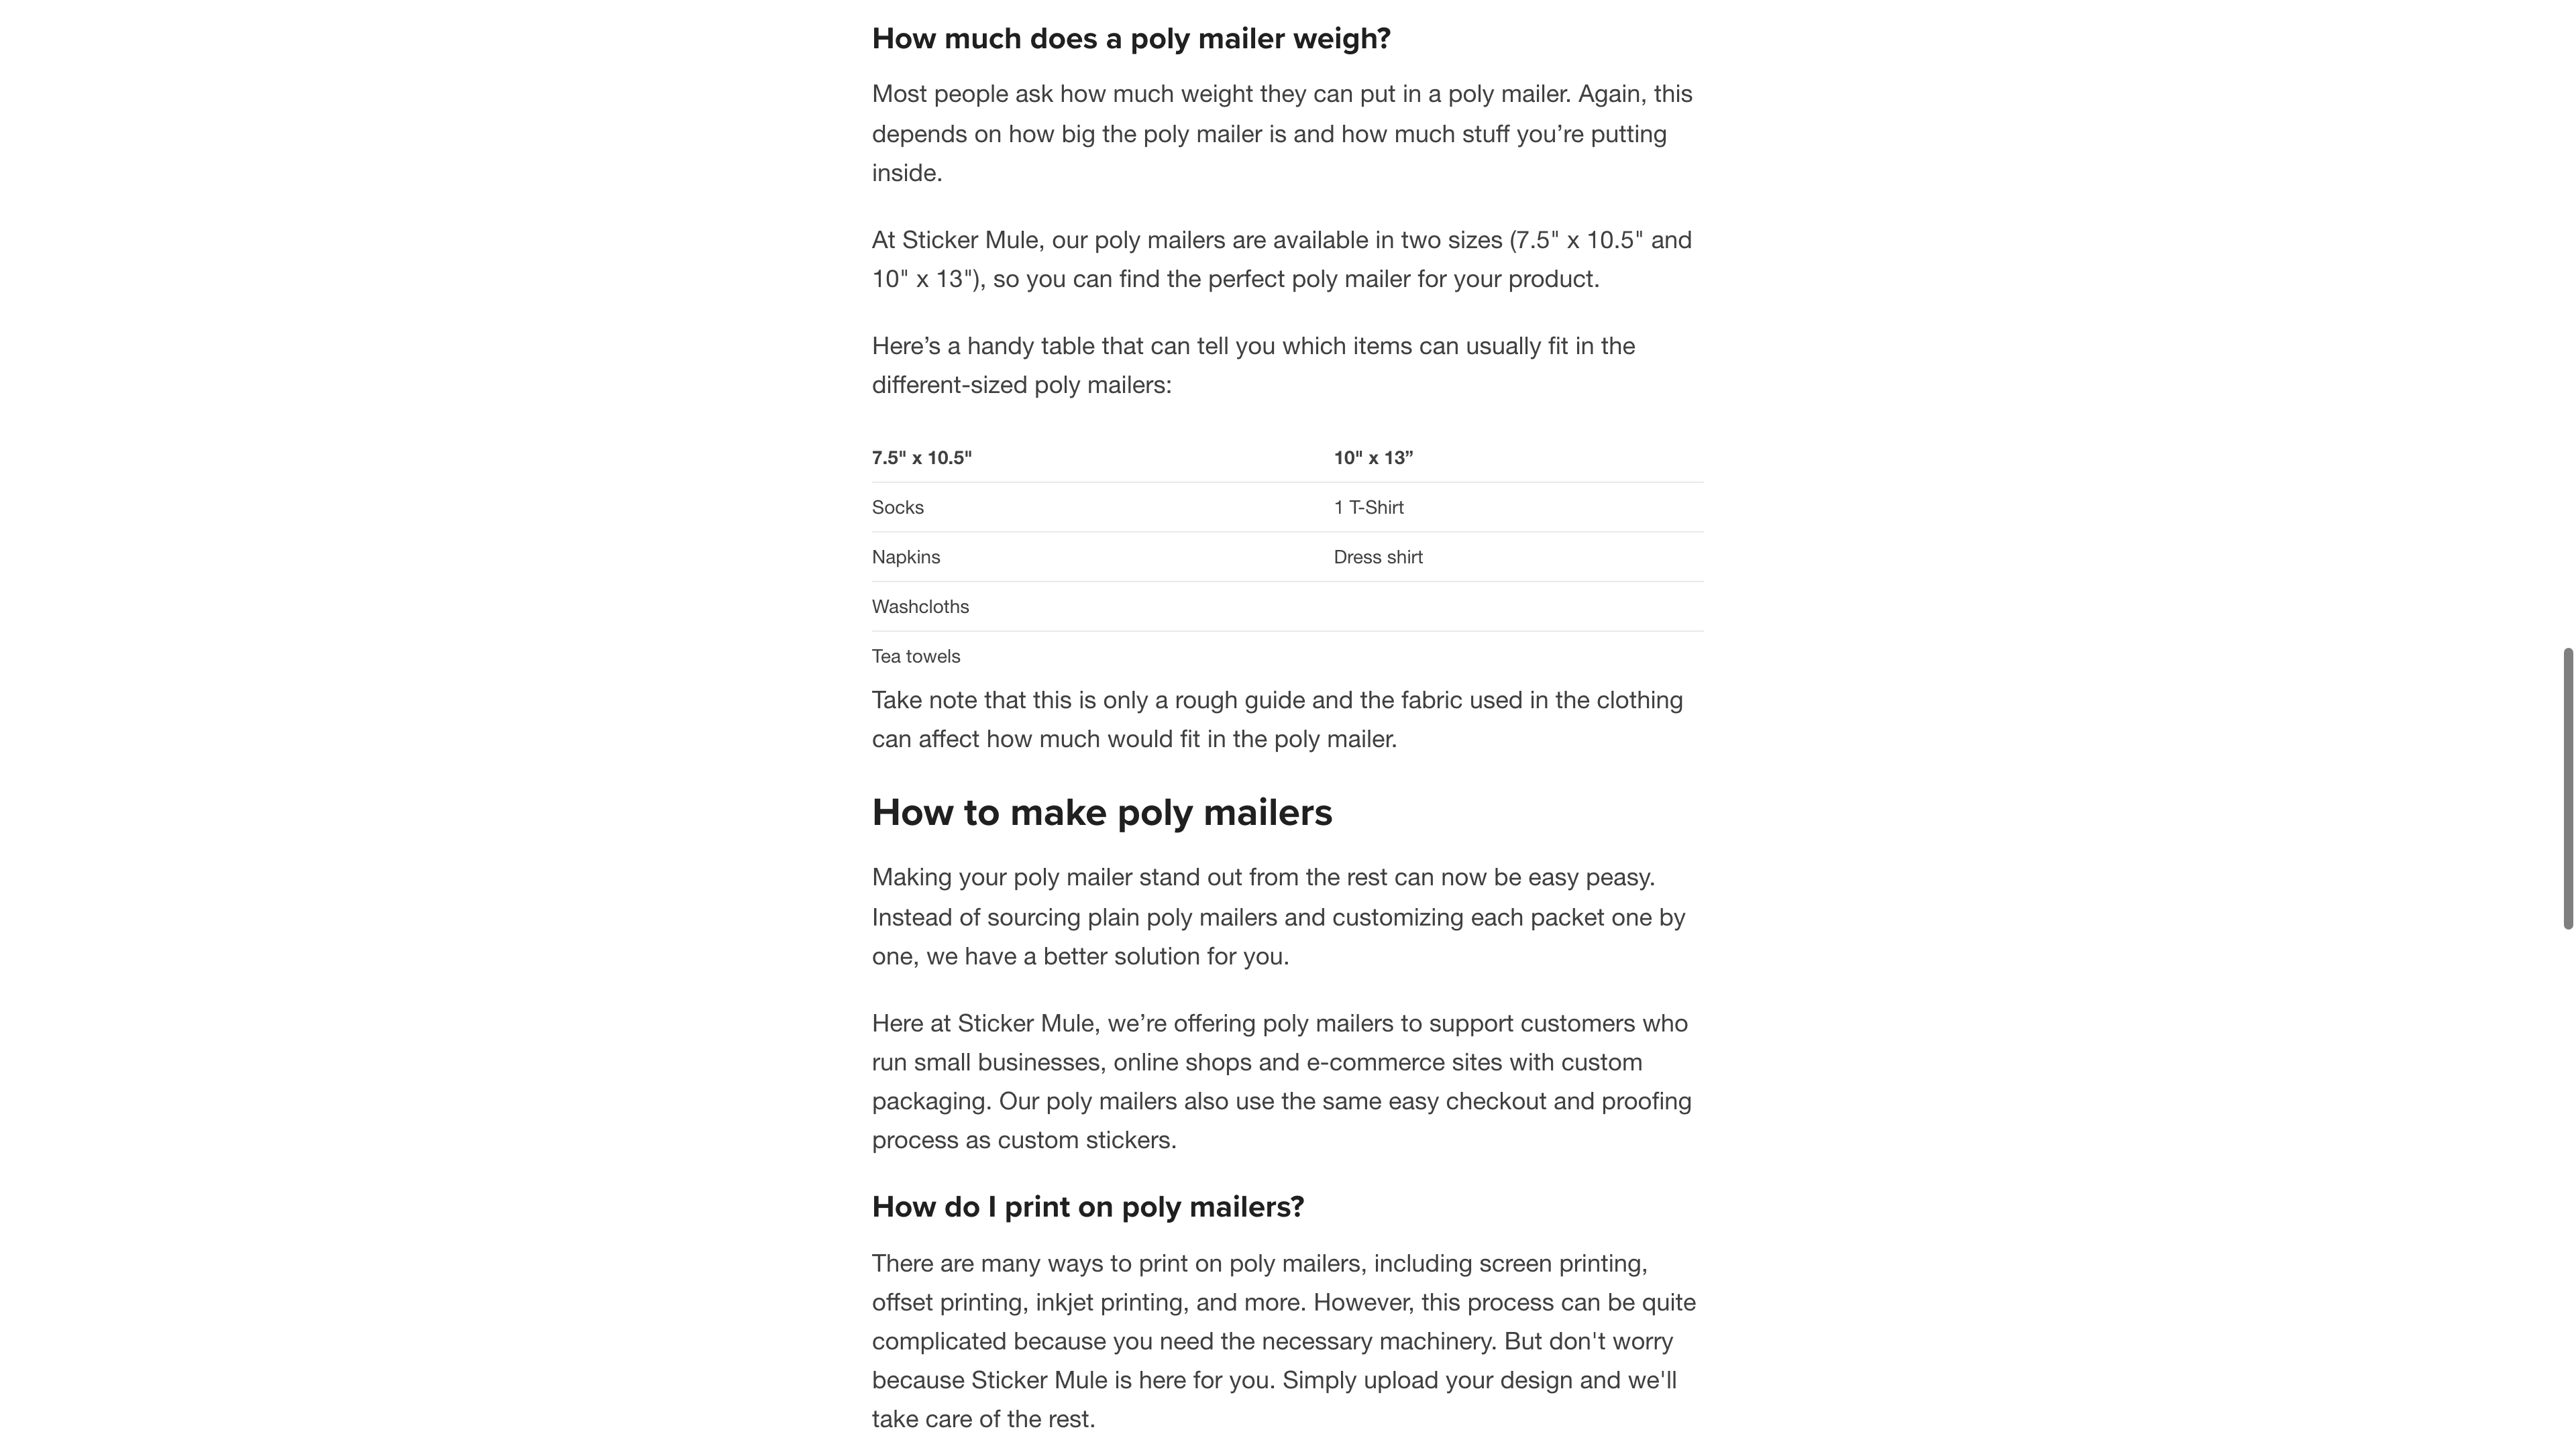 How much does a poly mailer weigh?
Most people ask how much weight they can put in a poly mailer. Again, this
depends on how big the poly mailer is and how much stuff you’re putting
inside.
At Sticker Mule, our poly mailers are available in two sizes (7.5" x 10.5" and
10" x 13"), so you can find the perfect poly mailer for your product.
Here’s a handy table that can tell you which items can usually fit in the
different-sized poly mailers:
7.5" x 10.5" 10" x 13”
Socks 1 T-Shirt
Napkins Dress shirt
Washcloths
Tea towels
Take note that this is only a rough guide and the fabric used in the clothing
can affect how much would fit in the poly mailer.
How to make poly mailers
Making your poly mailer stand out from the rest can now be easy peasy.
Instead of sourcing plain poly mailers and customizing each packet one by
one, we have a better solution for you.
Here at Sticker Mule, we’re offering poly mailers to support customers who
run small businesses, online shops and e-commerce sites with custom
packaging. Our poly mailers also use the same easy checkout and proofing
process as custom stickers.
How do I print on poly mailers?
There are many ways to print on poly mailers, including screen printing,
offset printing, inkjet printing, and more. However, this process can be quite
complicated because you need the necessary machinery. But don't worry
because Sticker Mule is here for you. Simply upload your design and we'll
take care of the rest.